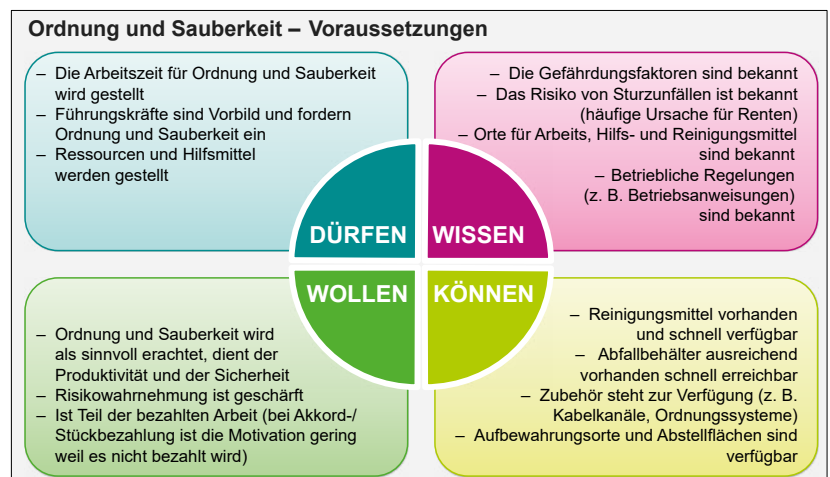 Ordnung und Sauberkeit – Voraussetzungen
– Die Arbeitszeit für Ordnung und Sauberkeit
wird gestellt
– Führungskräfte sind Vorbild und fordern
Ordnung und Sauberkeit ein
– Ressourcen und Hilfsmittel
werden gestellt
– Die Gefährdungsfaktoren sind bekannt
– Das Risiko von Sturzunfällen ist bekannt
(häufige Ursache für Renten)
– Orte für Arbeits, Hilfs- und Reinigungsmittel
sind bekannt
– Betriebliche Regelungen
(z. B. Betriebsanweisungen)
sind bekannt
DÜRFEN
WISSEN
WOLLEN
KÖNNEN
– Ordnung und Sauberkeit wird
als sinnvoll erachtet, dient der
Produktivität und der Sicherheit
– Risikowahrnehmung ist geschärft
– Ist Teil der bezahlten Arbeit (bei Akkord-/
Stückbezahlung ist die Motivation gering
weil es nicht bezahlt wird)
– Reinigungsmittel vorhanden
und schnell verfügbar
– Abfallbehälter ausreichend
vorhanden schnell erreichbar
– Zubehör steht zur Verfügung (z. B.
Kabelkanäle, Ordnungssysteme)
– Aufbewahrungsorte und Abstellflächen sind
verfügbar